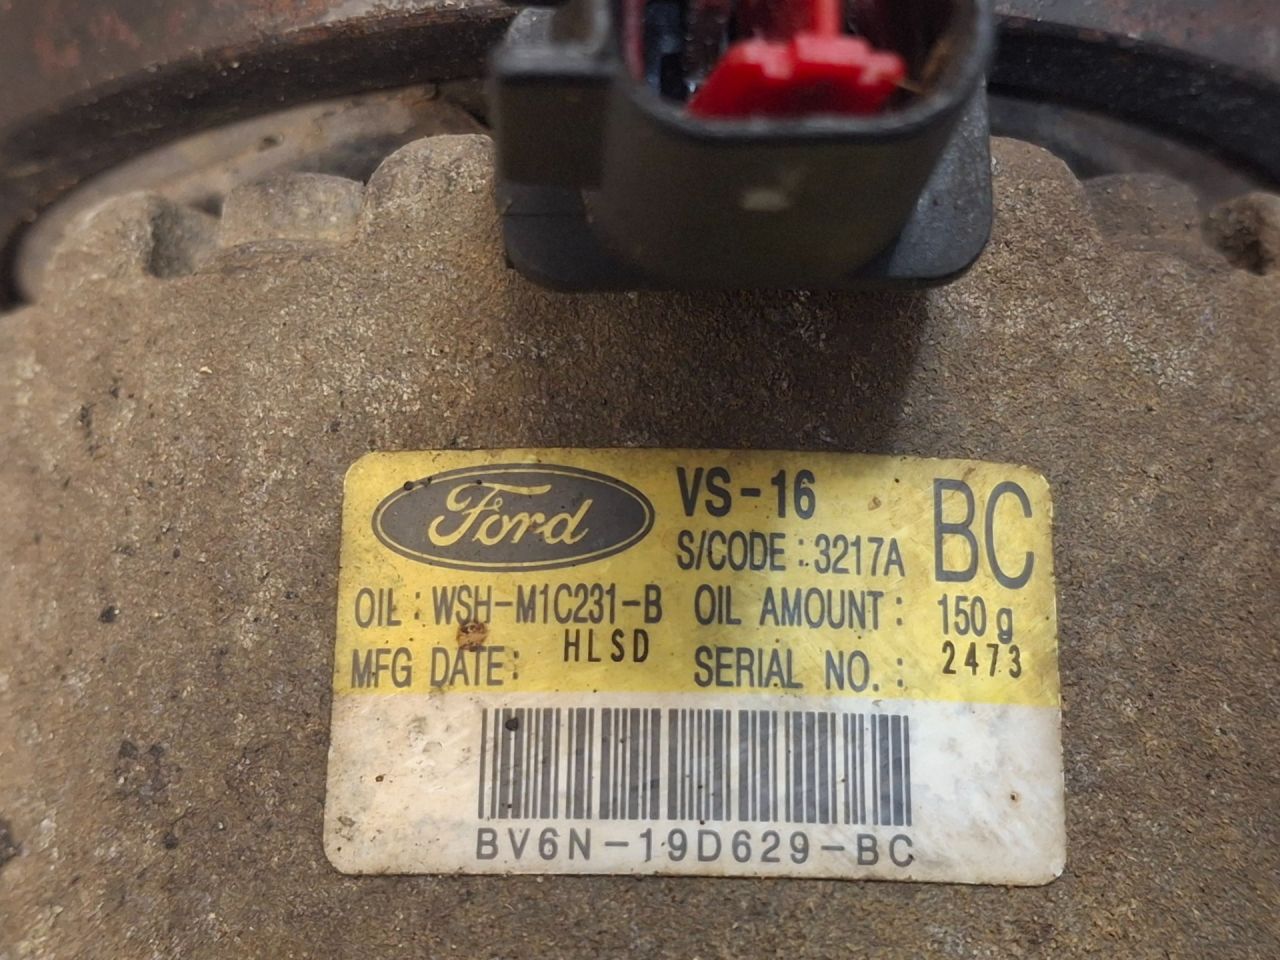 Ford
VS-16
BC
S/CODE : 3217A
OIL : WSH-M1C231-B OIL AMOUNT : 150 g
MFG DATE : HLSD SERIAL NO. : 2473
BV6N-19D629-BC